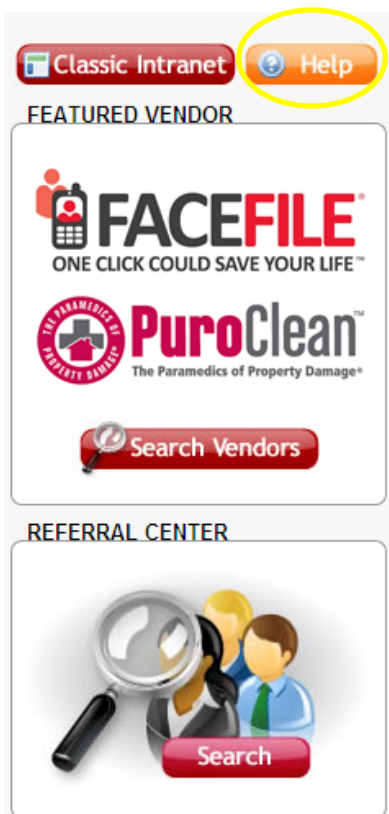 Classic Intranet
Help
FEATURED VENDOR
FACEFILE®
ONE CLICK COULD SAVE YOUR LIFE™
THE PARAMEDICS OF PROPERTY DAMAGE®
PuroClean™
The Paramedics of Property Damage®
Search Vendors
REFERRAL CENTER
Search